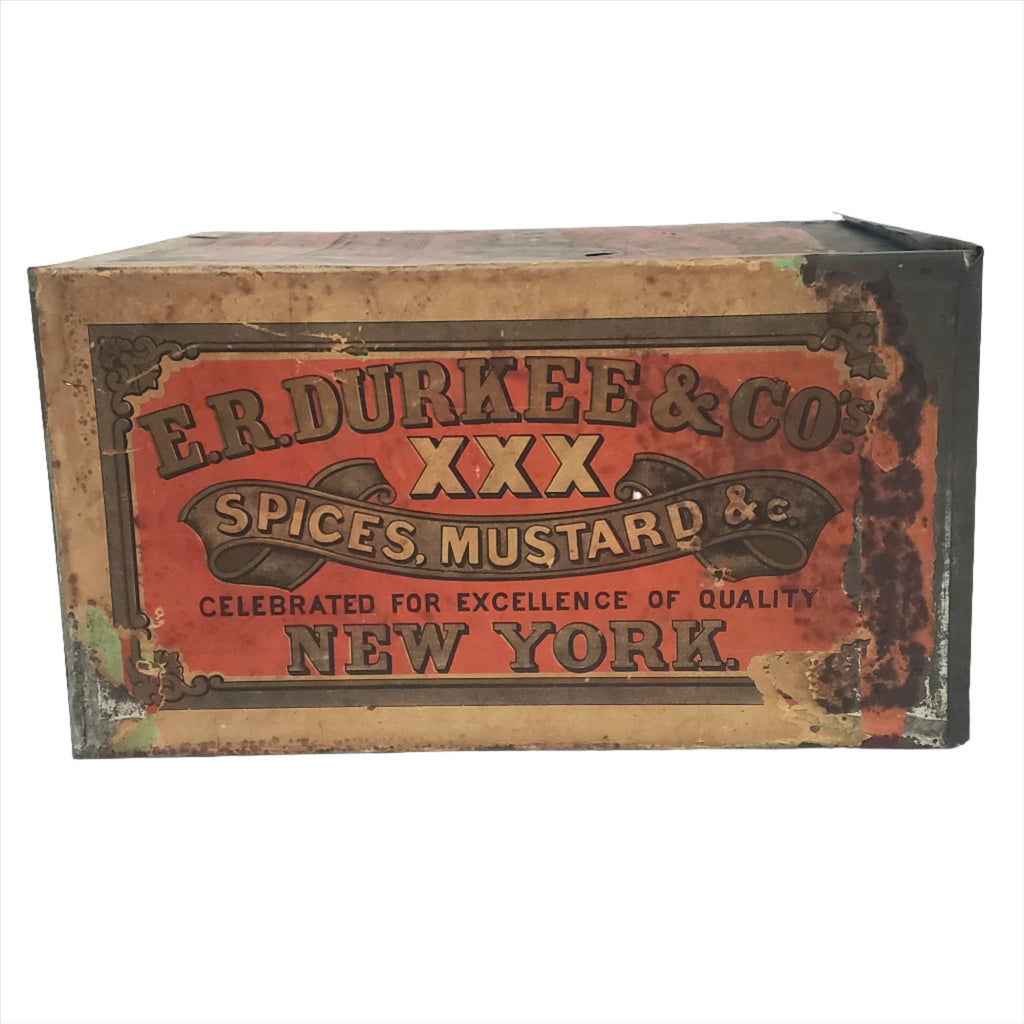 E.R. DURKEE & CO's.
XXX
SPICES, MUSTARD &c.
CELEBRATED FOR EXCELLENCE OF QUALITY
NEW YORK.